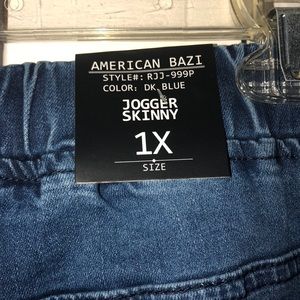 AMERICAN BAZI
STYLE#: RJJ-999P
COLOR: DK.BLUE
JOGGER
SKINNY
1X
SIZE